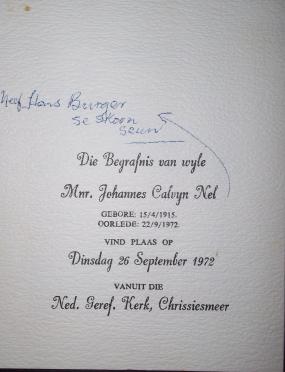 Neef Hans Burger
se skoon
seun
Die Begrafnis van wyle
Mnr. Johannes Calvyn Nel
GEBORE: 15/4/1915.
OORLEDE: 22/9/1972.
VIND PLAAS OP
Dinsdag 26 September 1972
VANUIT DIE
Ned. Geref. Kerk, Chrissiesmeer